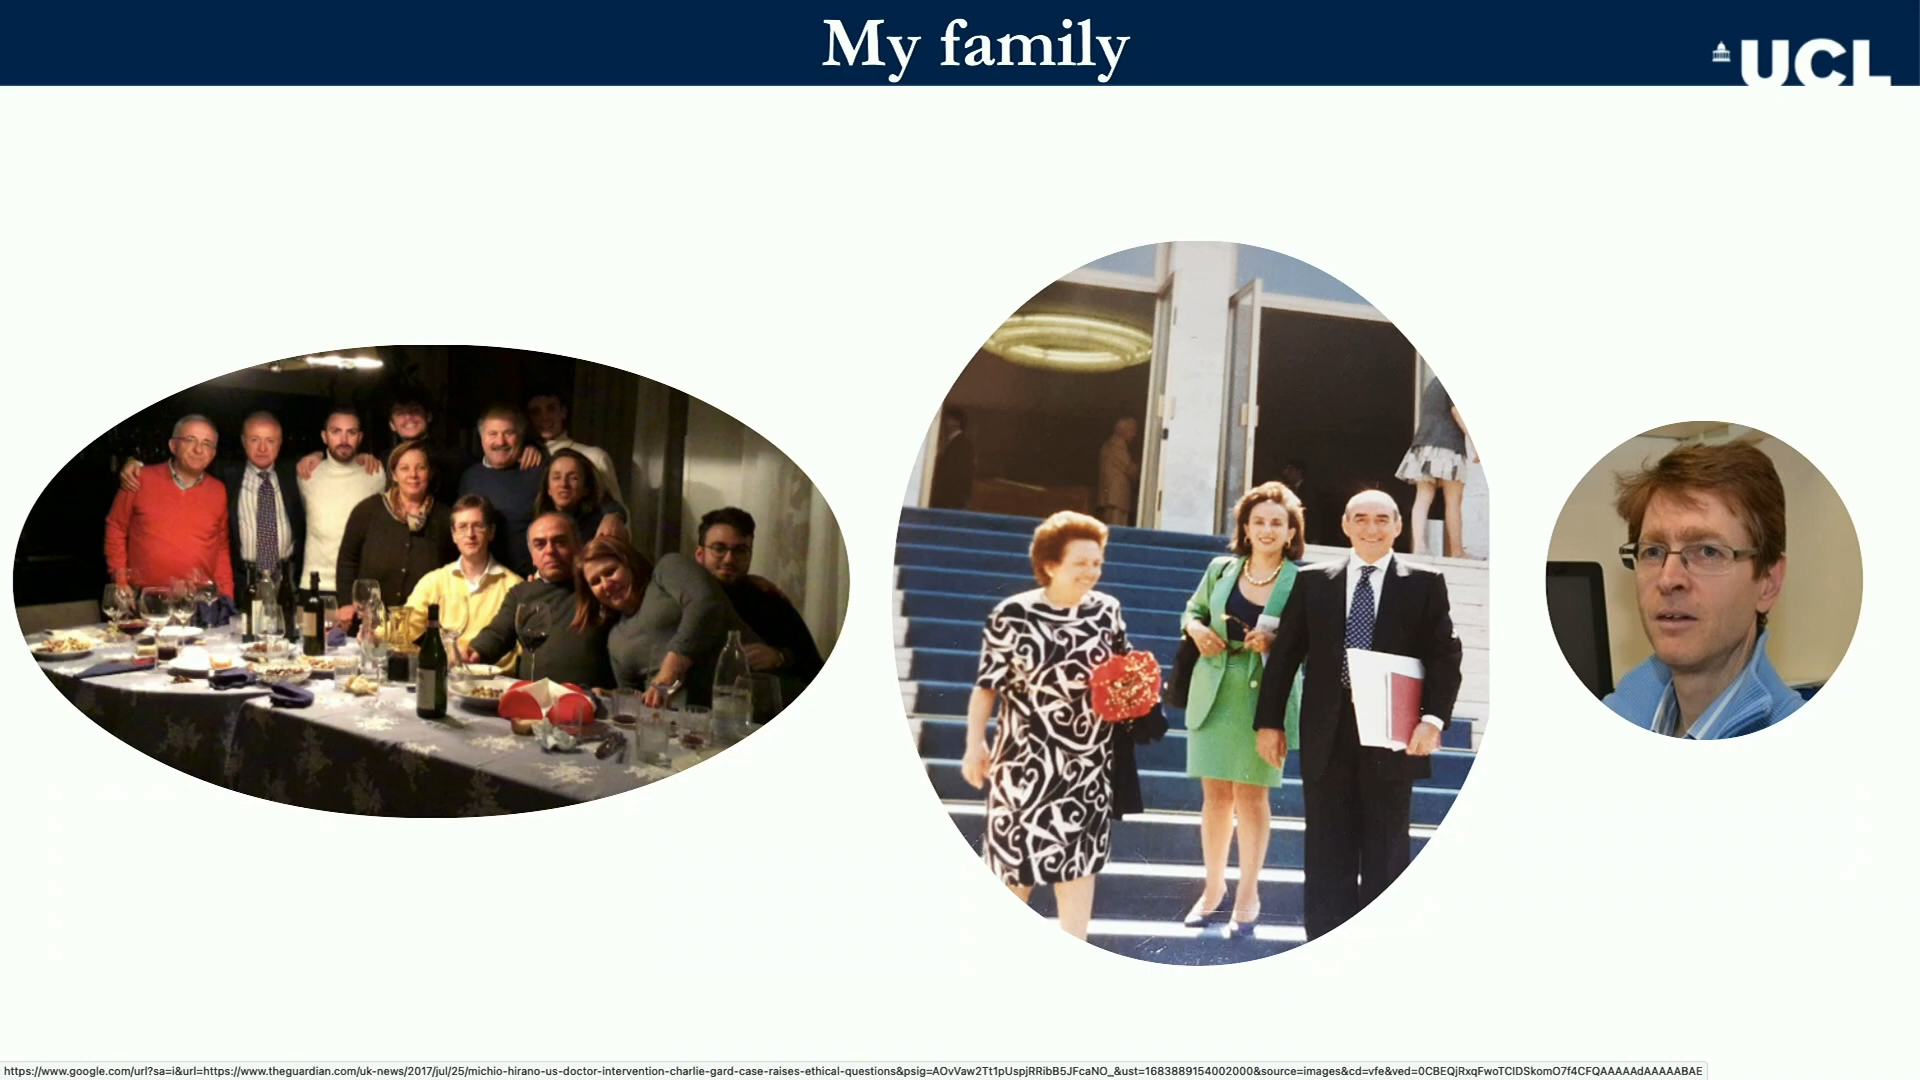 My family
UCL
https://www.google.com/url?sa=i&url=https://www.theguardian.com/uk-news/2017/jul/25/michio-hirano-us-doctor-intervention-charlie-gard-case-raises-ethical-questions&psig=AOvVaw2Tt1pUspjRRibB5JFcaNO_&ust=1683889154002000&source=images&cd=vfe&ved=0CBEQjRxqFwoTCIDSkomO7f4CFQAAAAAdAAAAABAE